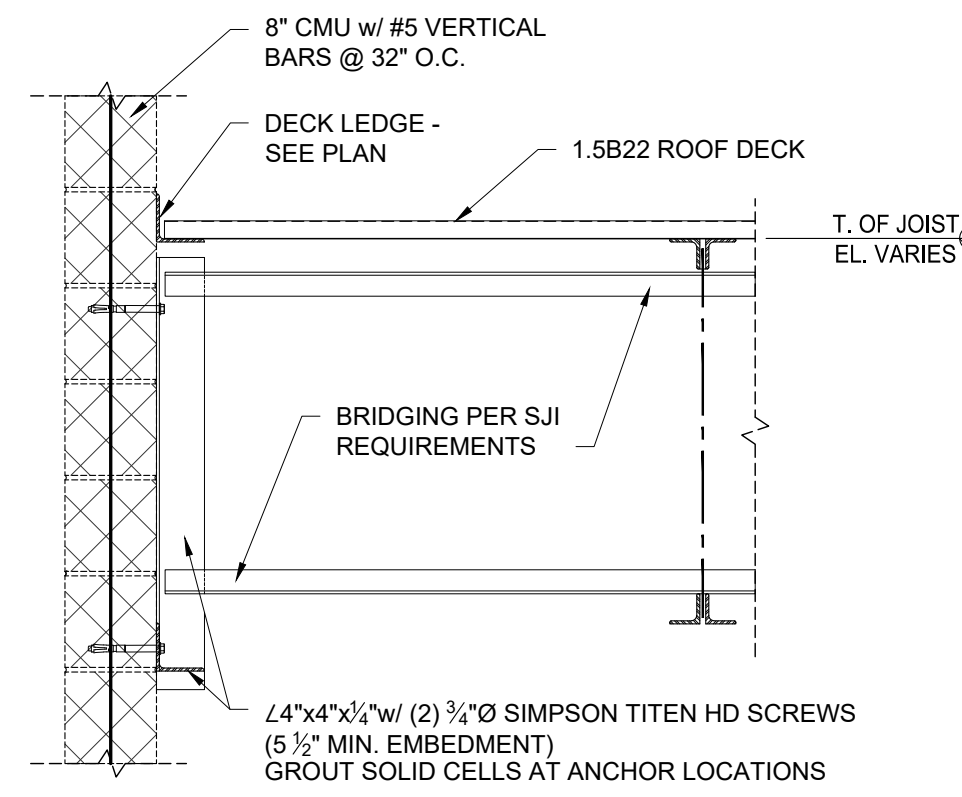 8" CMU w/ #5 VERTICAL
BARS @ 32" O.C.
DECK LEDGE -
SEE PLAN
1.5B22 ROOF DECK
T. OF JOIST
EL. VARIES
BRIDGING PER SJI
REQUIREMENTS
∠4"x4"x¼"w/ (2) ¾"Ø SIMPSON TITEN HD SCREWS
(5 ½" MIN. EMBEDMENT)
GROUT SOLID CELLS AT ANCHOR LOCATIONS